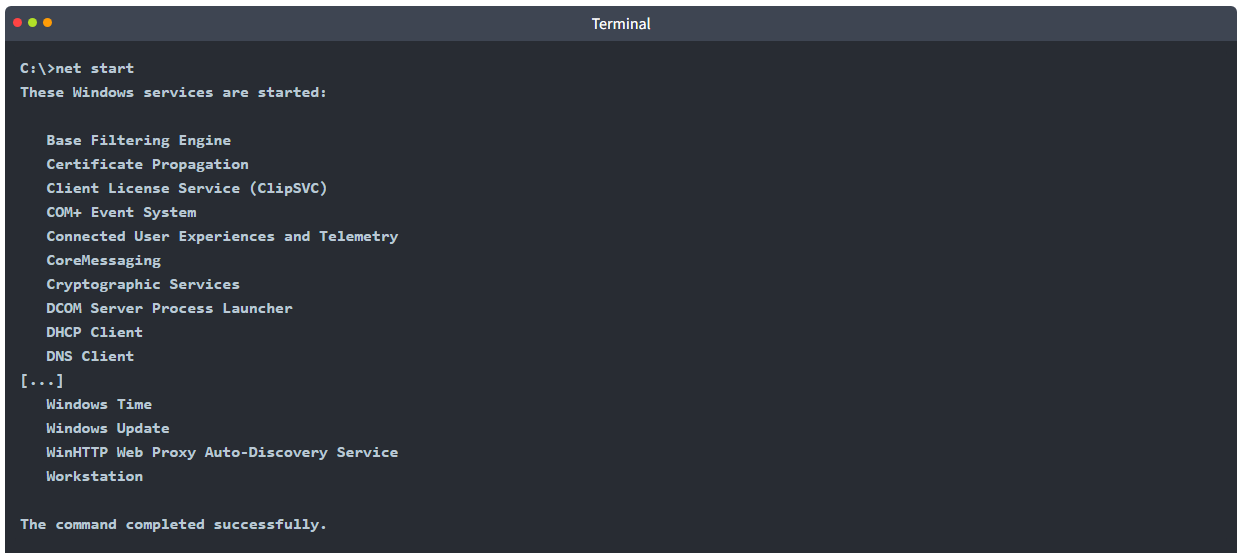 Terminal
C:\>net start
These Windows services are started:
Base Filtering Engine
Certificate Propagation
Client License Service (ClipSVC)
COM+ Event System
Connected User Experiences and Telemetry
CoreMessaging
Cryptographic Services
DCOM Server Process Launcher
DHCP Client
DNS Client
[...]
Windows Time
Windows Update
WinHTTP Web Proxy Auto-Discovery Service
Workstation
The command completed successfully.